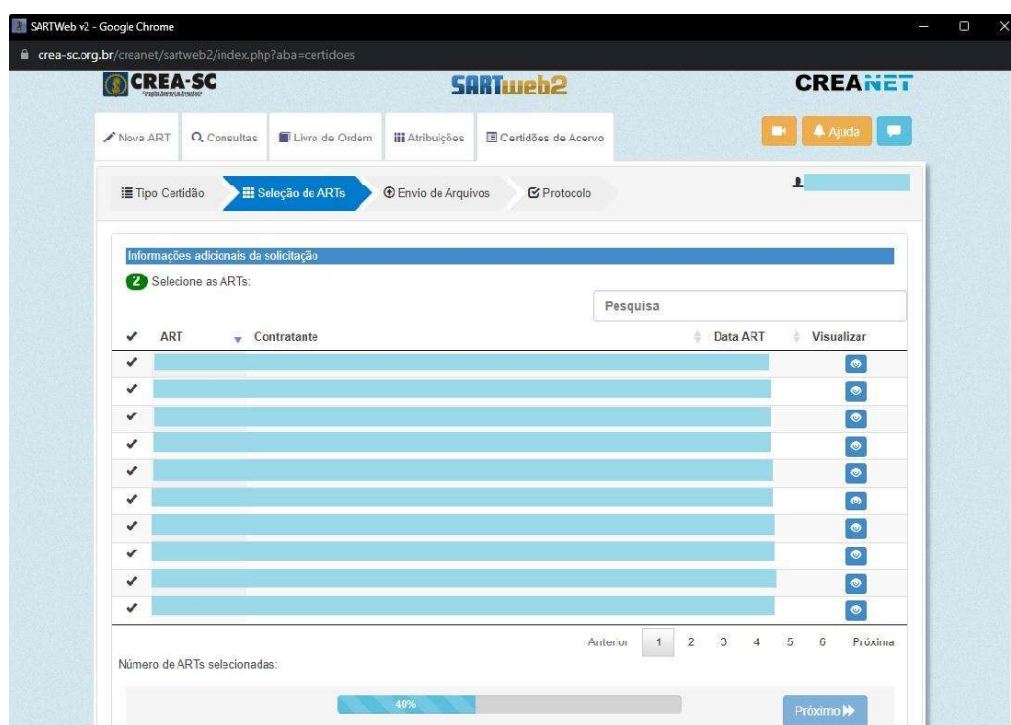 SARTWeb v2 - Google Chrome
crea-sc.org.br/creanet/sartweb2/index.php?aba=certidoes
CREA-SC SARTweb2 CREANET
Nova ART Consultas Livro de Ordem Atribuições Certidões de Acervo Ajuda
Tipo Certidão Seleção de ARTs Envio de Arquivos Protocolo
Informações adicionais da solicitação
2 Selecione as ARTs:
Pesquisa
ART Contratante Data ART Visualizar
Anterior 1 2 3 4 5 6 Próxima
Número de ARTs selecionadas:
40% Próximo